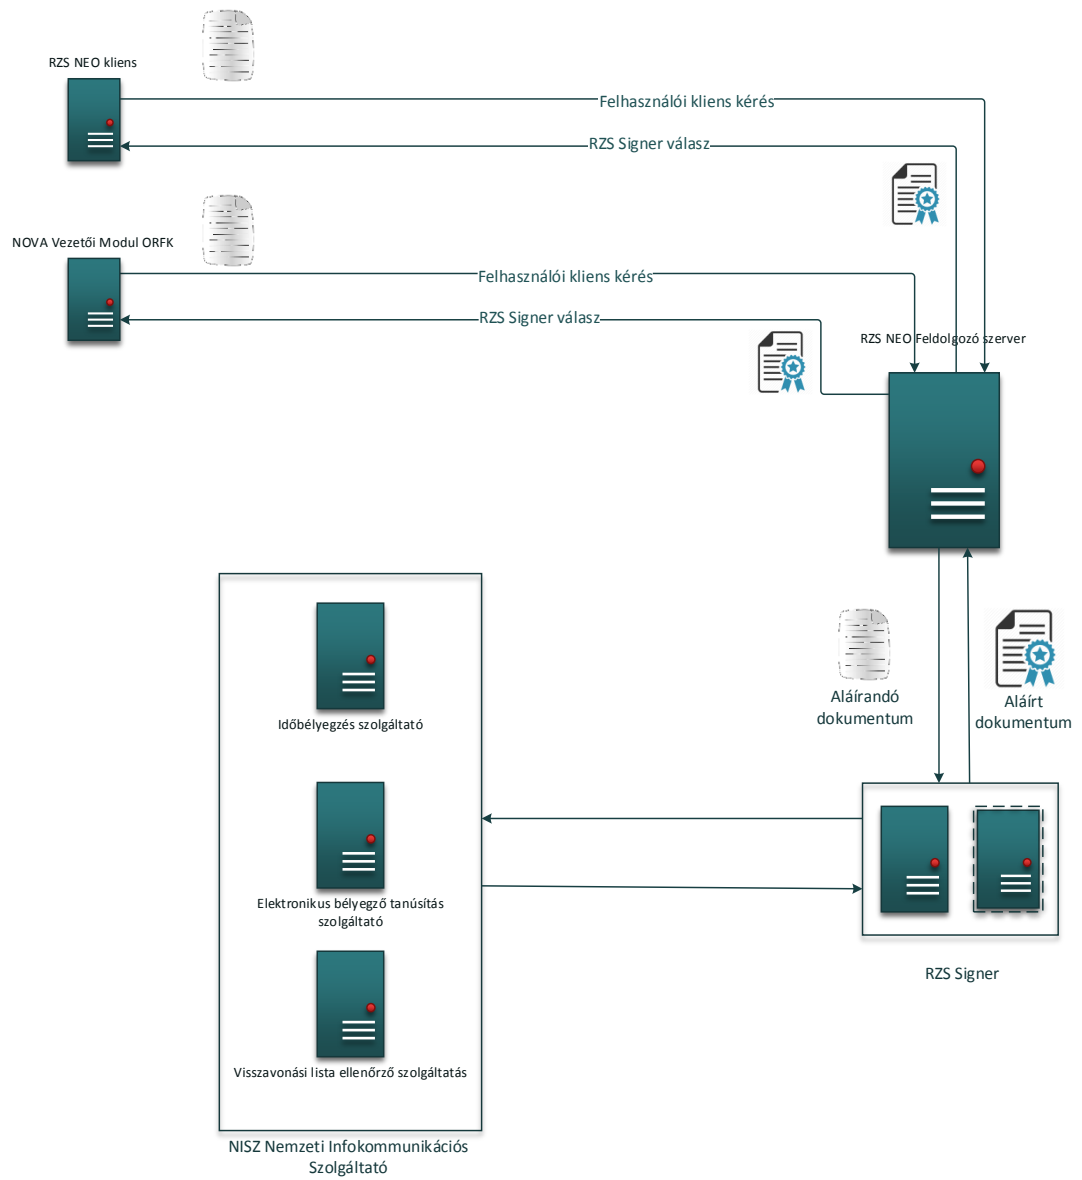 RZS NEO kliens
Felhasználói kliens kérés
RZS Signer válasz
NOVA Vezetői Modul ORFK
Felhasználói kliens kérés
RZS Signer válasz
RZS NEO Feldolgozó szerver
Aláírandó
dokumentum
Aláírt
dokumentum
Időbélyegzés szolgáltató
Elektronikus bélyegző tanúsítás
szolgáltató
RZS Signer
Visszavonási lista ellenőrző szolgáltatás
NISZ Nemzeti Infokommunikációs
Szolgáltató